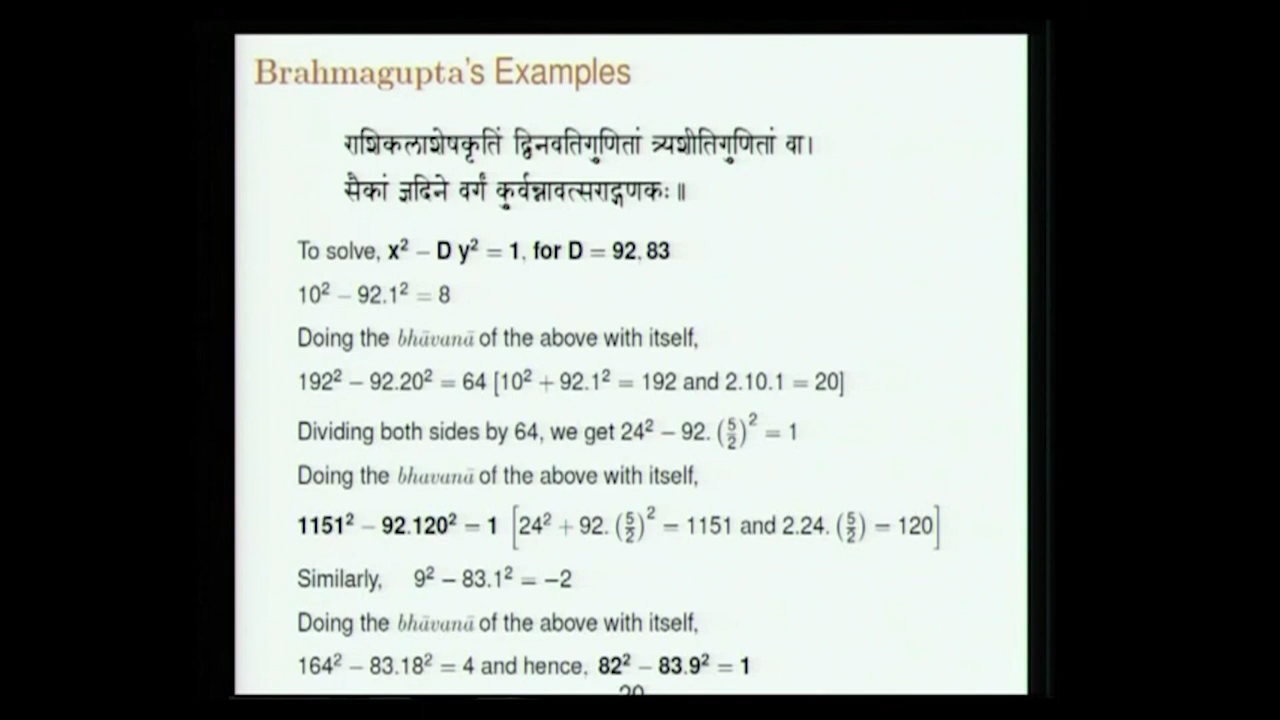 Brahmagupta's Examples
राशिकलाशेषकृतिं द्विनवतिगुणितां त्र्यशीतिगुणितां वा।
सैकां ज्ञदिने वर्गं कुर्वन्नावत्सराद्गणकः॥
To solve, x² − D y² = 1, for D = 92, 83
10² − 92.1² = 8
Doing the bhāvanā of the above with itself,
192² − 92.20² = 64 [10² + 92.1² = 192 and 2.10.1 = 20]
Dividing both sides by 64, we get 24² − 92. (5/2)² = 1
Doing the bhavanā of the above with itself,
1151² − 92.120² = 1 [24² + 92. (5/2)² = 1151 and 2.24. (5/2) = 120]
Similarly, 9² − 83.1² = −2
Doing the bhāvanā of the above with itself,
164² − 83.18² = 4 and hence, 82² − 83.9² = 1